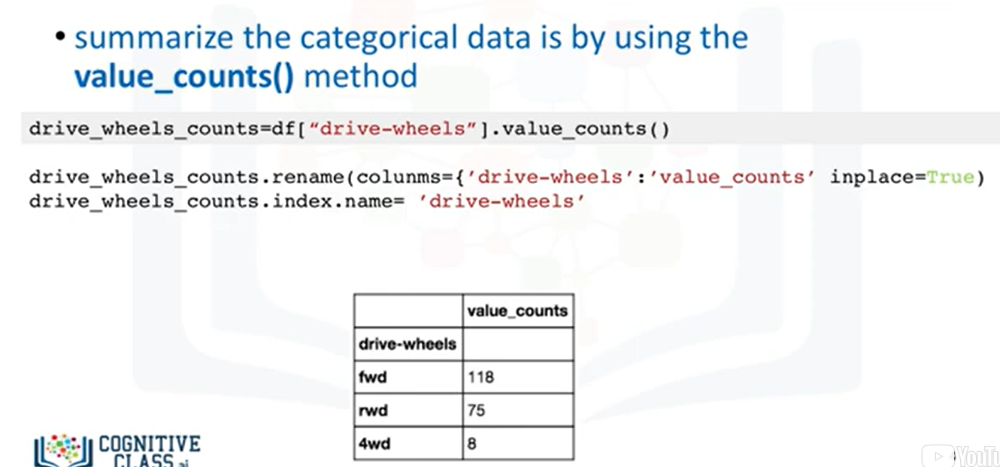 • summarize the categorical data is by using the
value_counts() method
drive_wheels_counts=df[“drive-wheels”].value_counts()
drive_wheels_counts.rename(colunms={'drive-wheels':'value_counts' inplace=True)
drive_wheels_counts.index.name= 'drive-wheels'
value_counts
drive-wheels
fwd 118
rwd 75
4wd 8
COGNITIVE
CLASS.ai